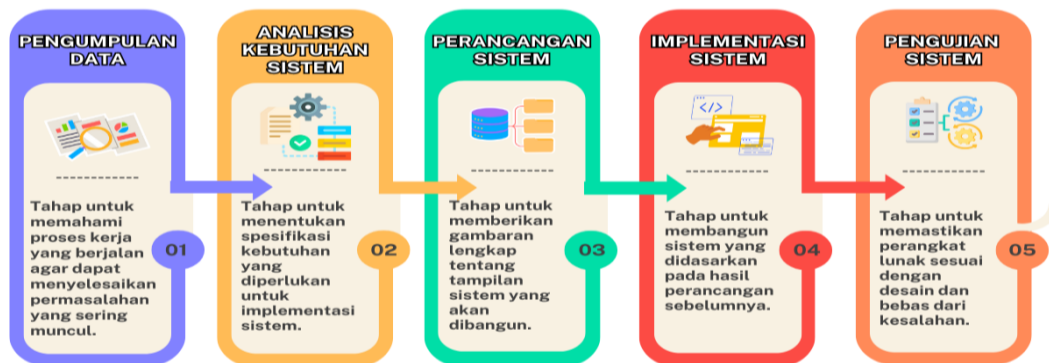 PENGUMPULAN
DATA
Tahap untuk
memahami
proses kerja
yang berjalan
agar dapat
menyelesaikan
permasalahan
yang sering
muncul.
01
ANALISIS
KEBUTUHAN
SISTEM
Tahap untuk
menentukan
spesifikasi
kebutuhan
yang
diperlukan
untuk
implementasi
sistem.
02
PERANCANGAN
SISTEM
Tahap untuk
memberikan
gambaran
lengkap
tentang
tampilan
sistem yang
akan
dibangun.
03
IMPLEMENTASI
SISTEM
</>
Tahap untuk
membangun
sistem yang
didasarkan
pada hasil
perancangan
sebelumnya.
04
PENGUJIAN
SISTEM
Tahap untuk
memastikan
perangkat
lunak sesuai
dengan
desain dan
bebas dari
kesalahan.
05